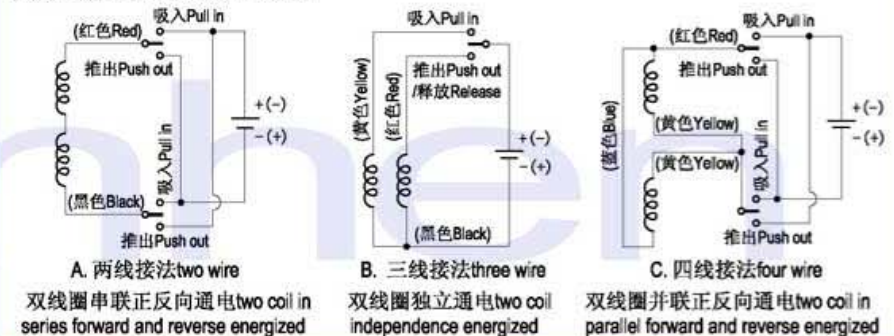 吸入Pull in
(红色Red)
推出Push out
+(-)
-(+)
吸入Pull in
(黑色Black)
推出Push out
A. 两线接法two wire
双线圈串联正反向通电two coil in
series forward and reverse energized
吸入Pull in
推出Push out
/释放Release
(黄色Yellow)
(红色Red)
+(-)
-(+)
(黑色Black)
B. 三线接法three wire
双线圈独立通电two coil
independence energized
吸入Pull in
(红色Red)
推出Push out
(蓝色Blue)
(黄色Yellow)
(黄色Yellow)
+(-)
-(+)
吸入Pull in
推出Push out
C. 四线接法four wire
双线圈并联正反向通电two coil in
parallel forward and reverse energized